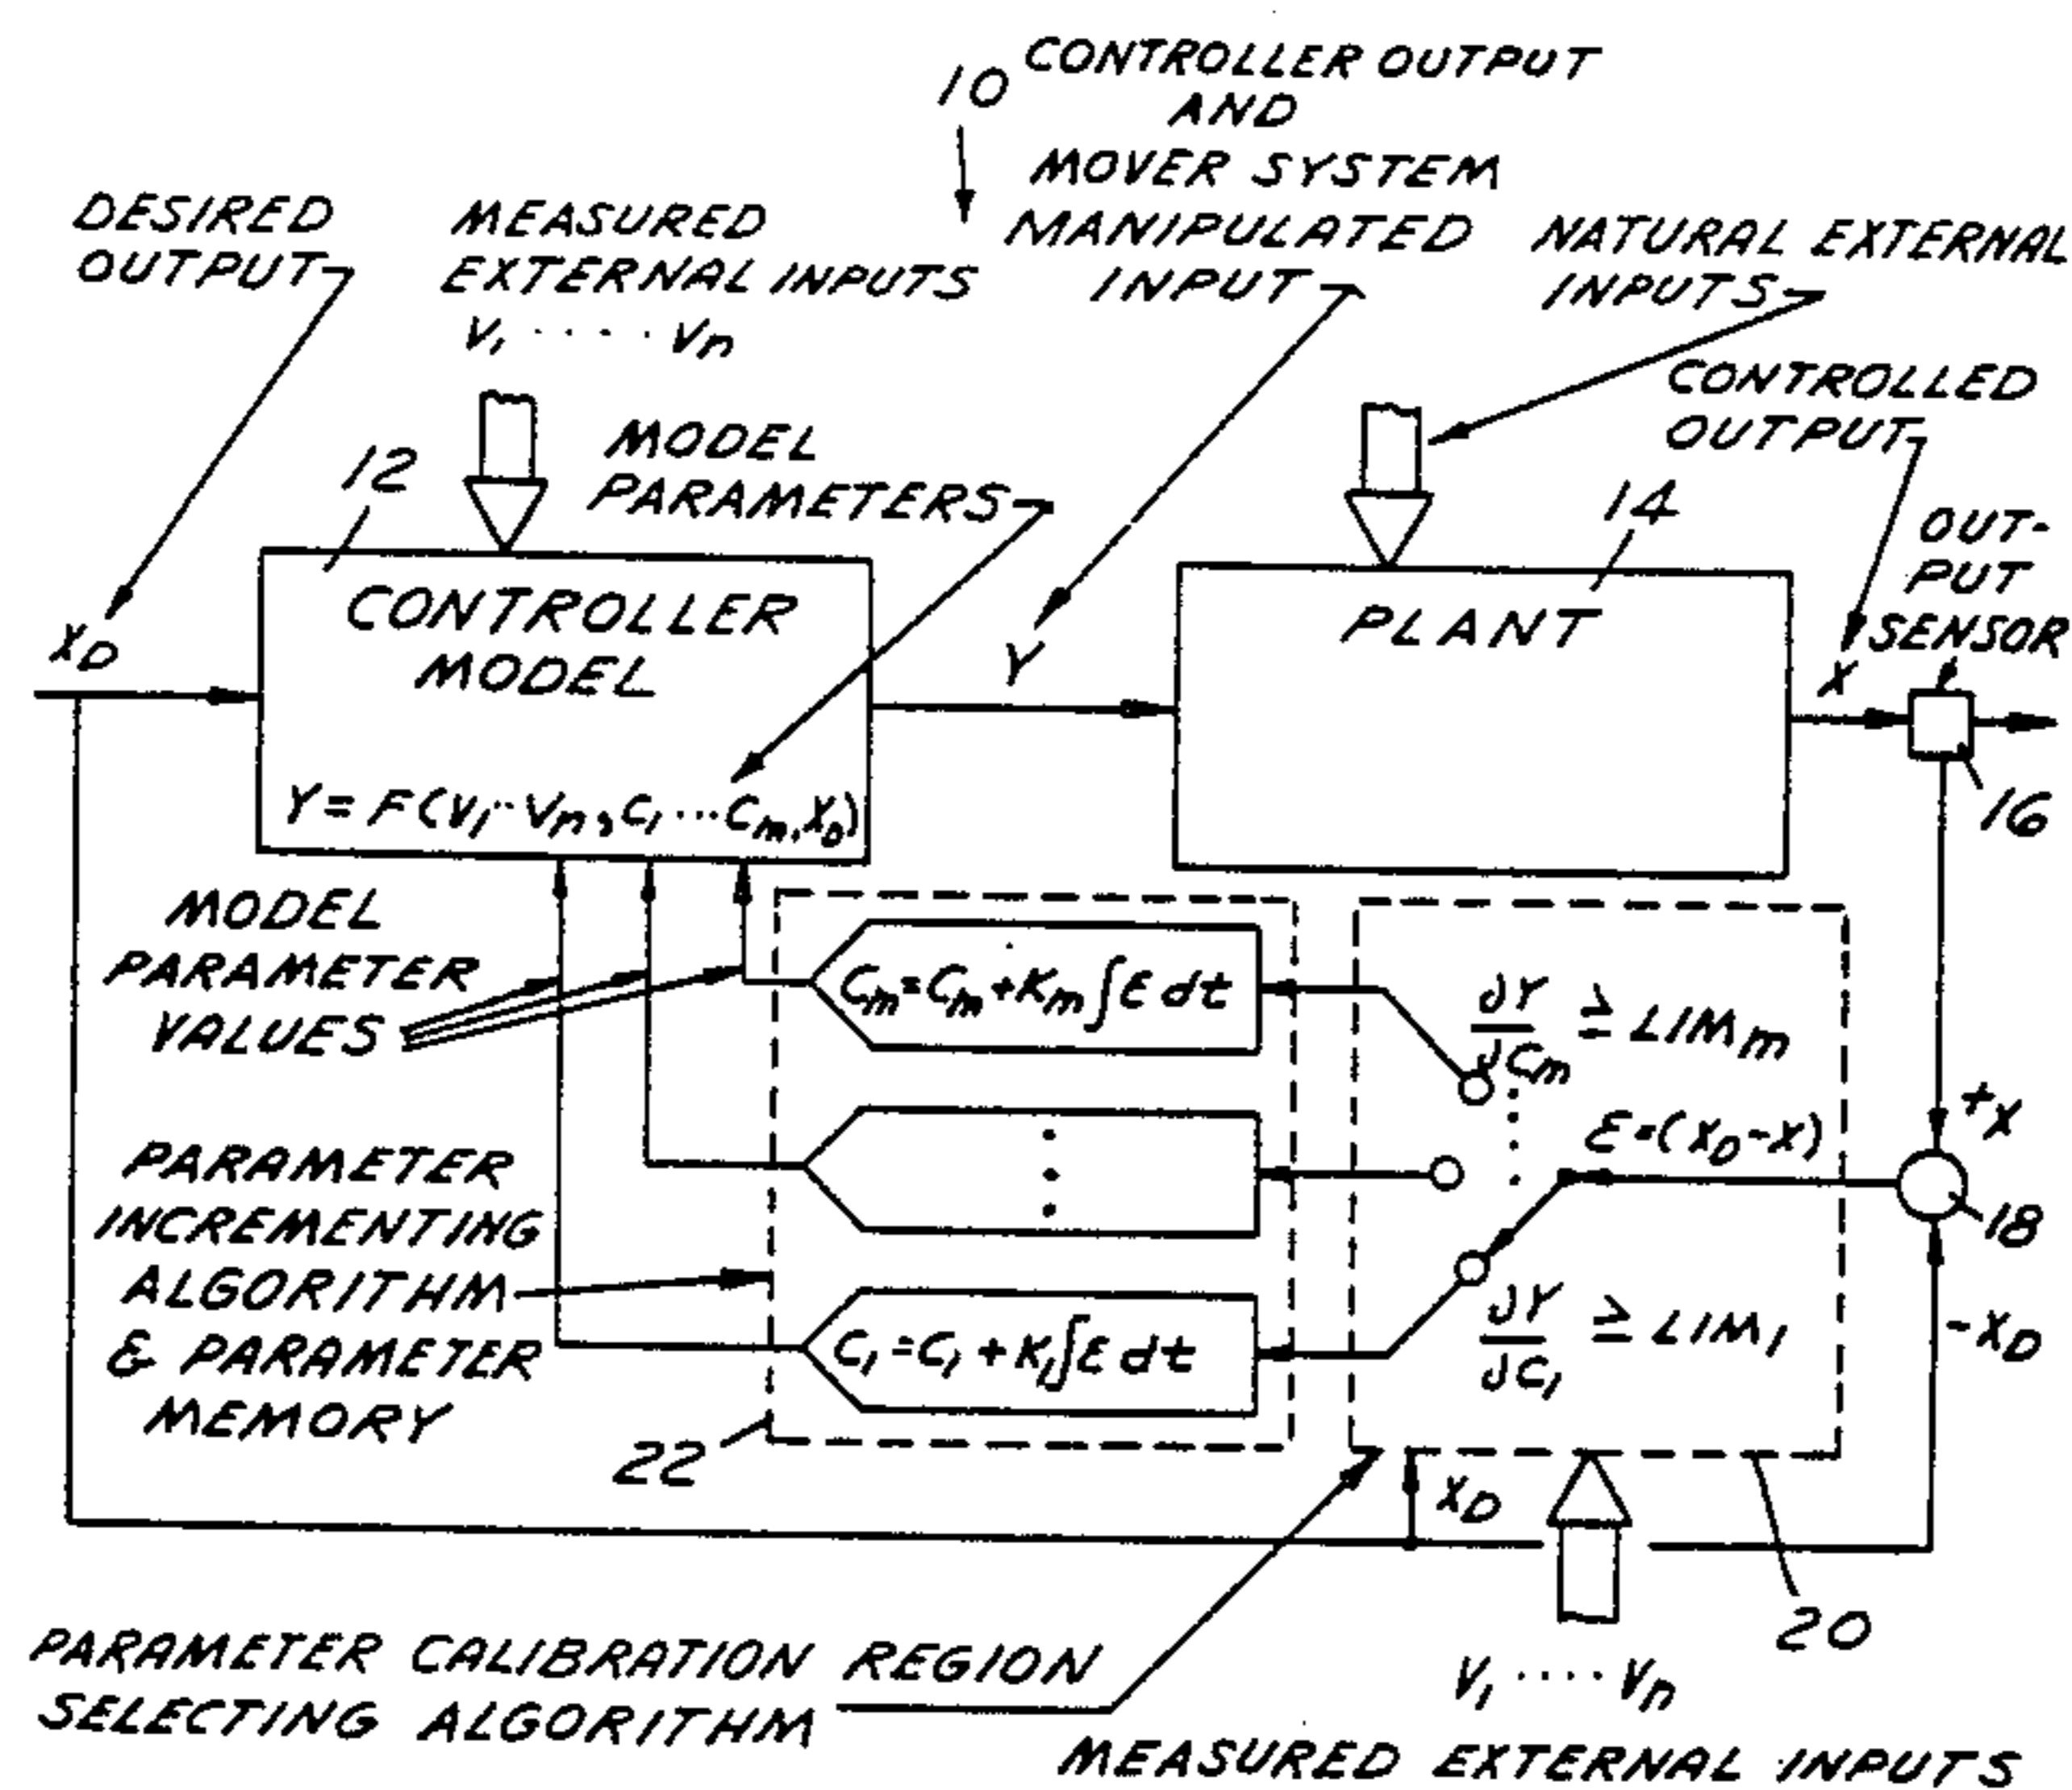 10
CONTROLLER OUTPUT
AND
MOVER SYSTEM
MANIPULATED
INPUT
DESIRED
OUTPUT
MEASURED
EXTERNAL INPUTS
V1 ····· Vn
NATURAL EXTERNAL
INPUTS
CONTROLLED
OUTPUT
12
MODEL
PARAMETERS
14
OUT-
PUT
SENSOR
XD
CONTROLLER
MODEL
Y
PLANT
X
Y = F(V1··Vn, C1···Cm, XD)
16
MODEL
PARAMETER
VALUES
Cm = Cm + Km ∫ε dt
∂Y/∂Cm ≥ LIMm
+X
ε=(XD-X)
18
PARAMETER
INCREMENTING
ALGORITHM
& PARAMETER
MEMORY
C1 = C1 + K1∫ε dt
∂Y/∂C1 ≥ LIM1
-XD
22
XD
20
PARAMETER CALIBRATION REGION
SELECTING ALGORITHM
V1 ···· Vn
MEASURED EXTERNAL INPUTS